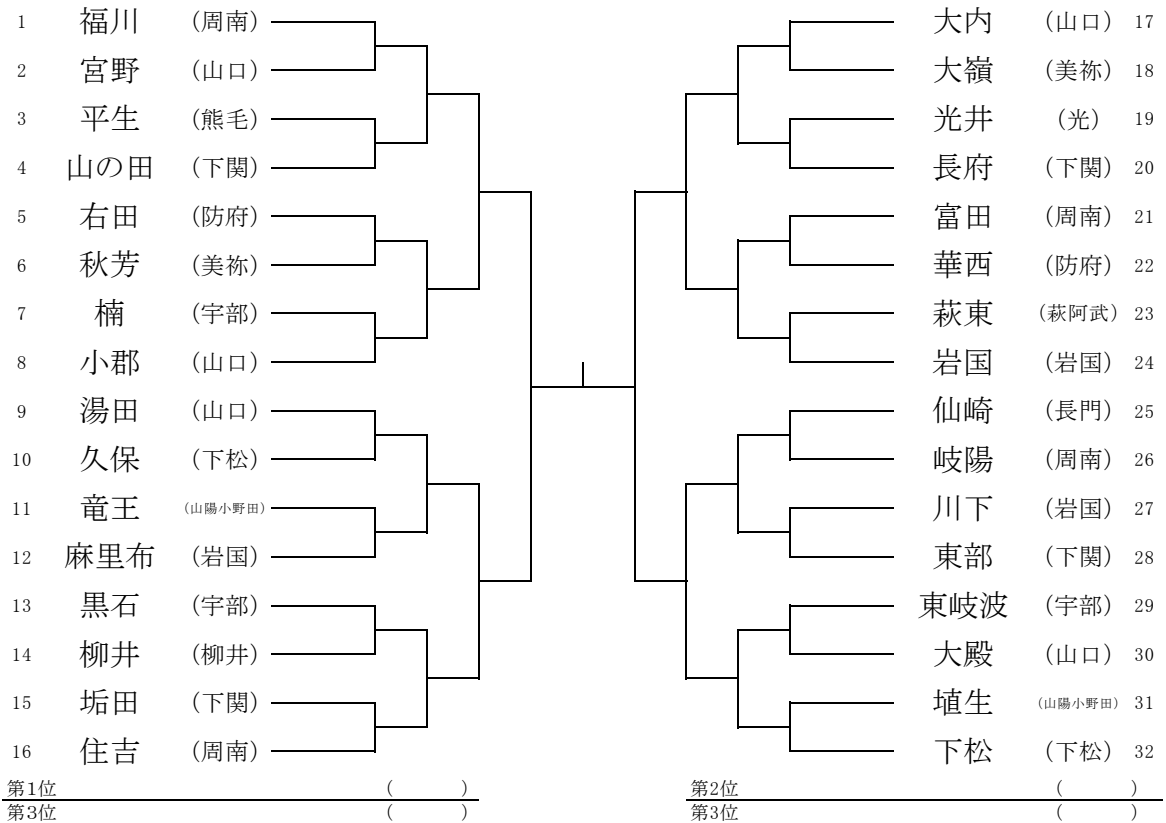 1 福川 (周南)
2 宮野 (山口)
3 平生 (熊毛)
4 山の田 (下関)
5 右田 (防府)
6 秋芳 (美祢)
7 楠 (宇部)
8 小郡 (山口)
9 湯田 (山口)
10 久保 (下松)
11 竜王 (山陽小野田)
12 麻里布 (岩国)
13 黒石 (宇部)
14 柳井 (柳井)
15 垢田 (下関)
16 住吉 (周南)
大内 (山口) 17
大嶺 (美祢) 18
光井 (光) 19
長府 (下関) 20
富田 (周南) 21
華西 (防府) 22
萩東 (萩阿武) 23
岩国 (岩国) 24
仙崎 (長門) 25
岐陽 (周南) 26
川下 (岩国) 27
東部 (下関) 28
東岐波 (宇部) 29
大殿 (山口) 30
埴生 (山陽小野田) 31
下松 (下松) 32
第1位 ( )
第3位 ( )
第2位 ( )
第3位 ( )